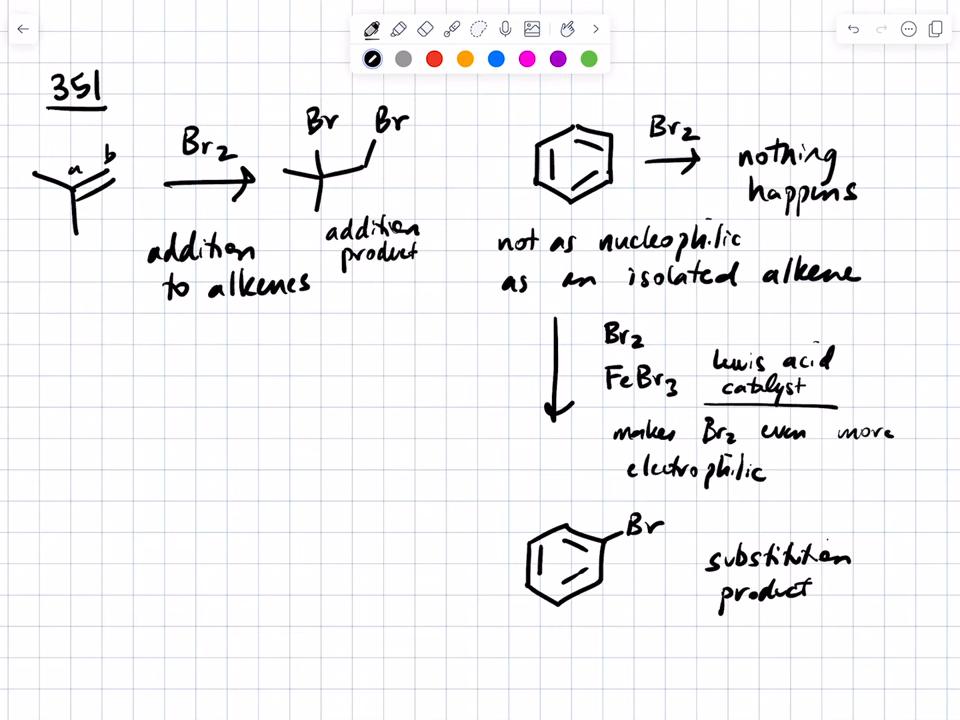 351
a
b
Br₂
Br Br
addition
to alkenes
addition
product
Br₂
nothing
happens
not as nucleophilic
as an isolated alkene
Br₂
FeBr₃
lewis acid
catalyst
makes Br₂ even more
electrophilic
Br
substitution
product